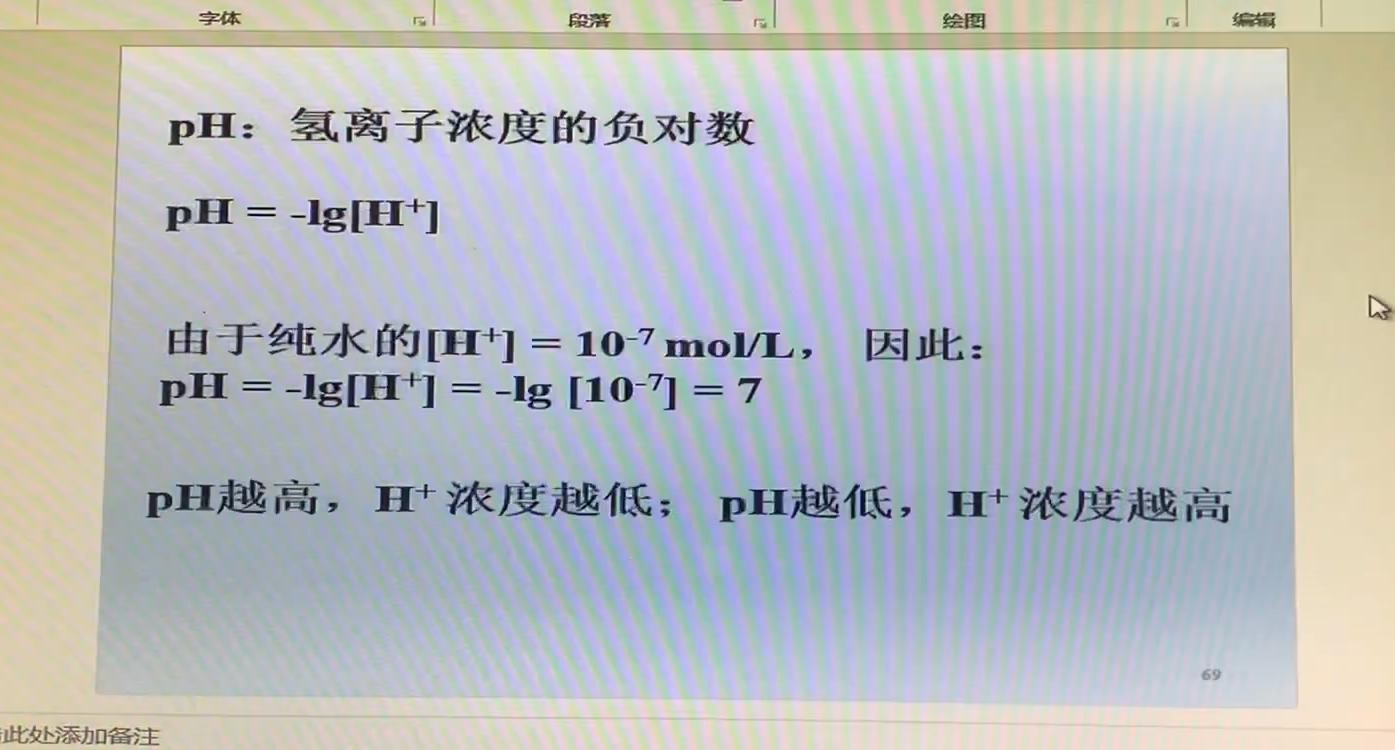 字体 段落 绘图 编辑
pH：氢离子浓度的负对数
pH = -lg[H⁺]
由于纯水的[H⁺] = 10⁻⁷ mol/L， 因此：
pH = -lg[H⁺] = -lg [10⁻⁷] = 7
pH越高，H⁺ 浓度越低； pH越低，H⁺ 浓度越高
69
此处添加备注